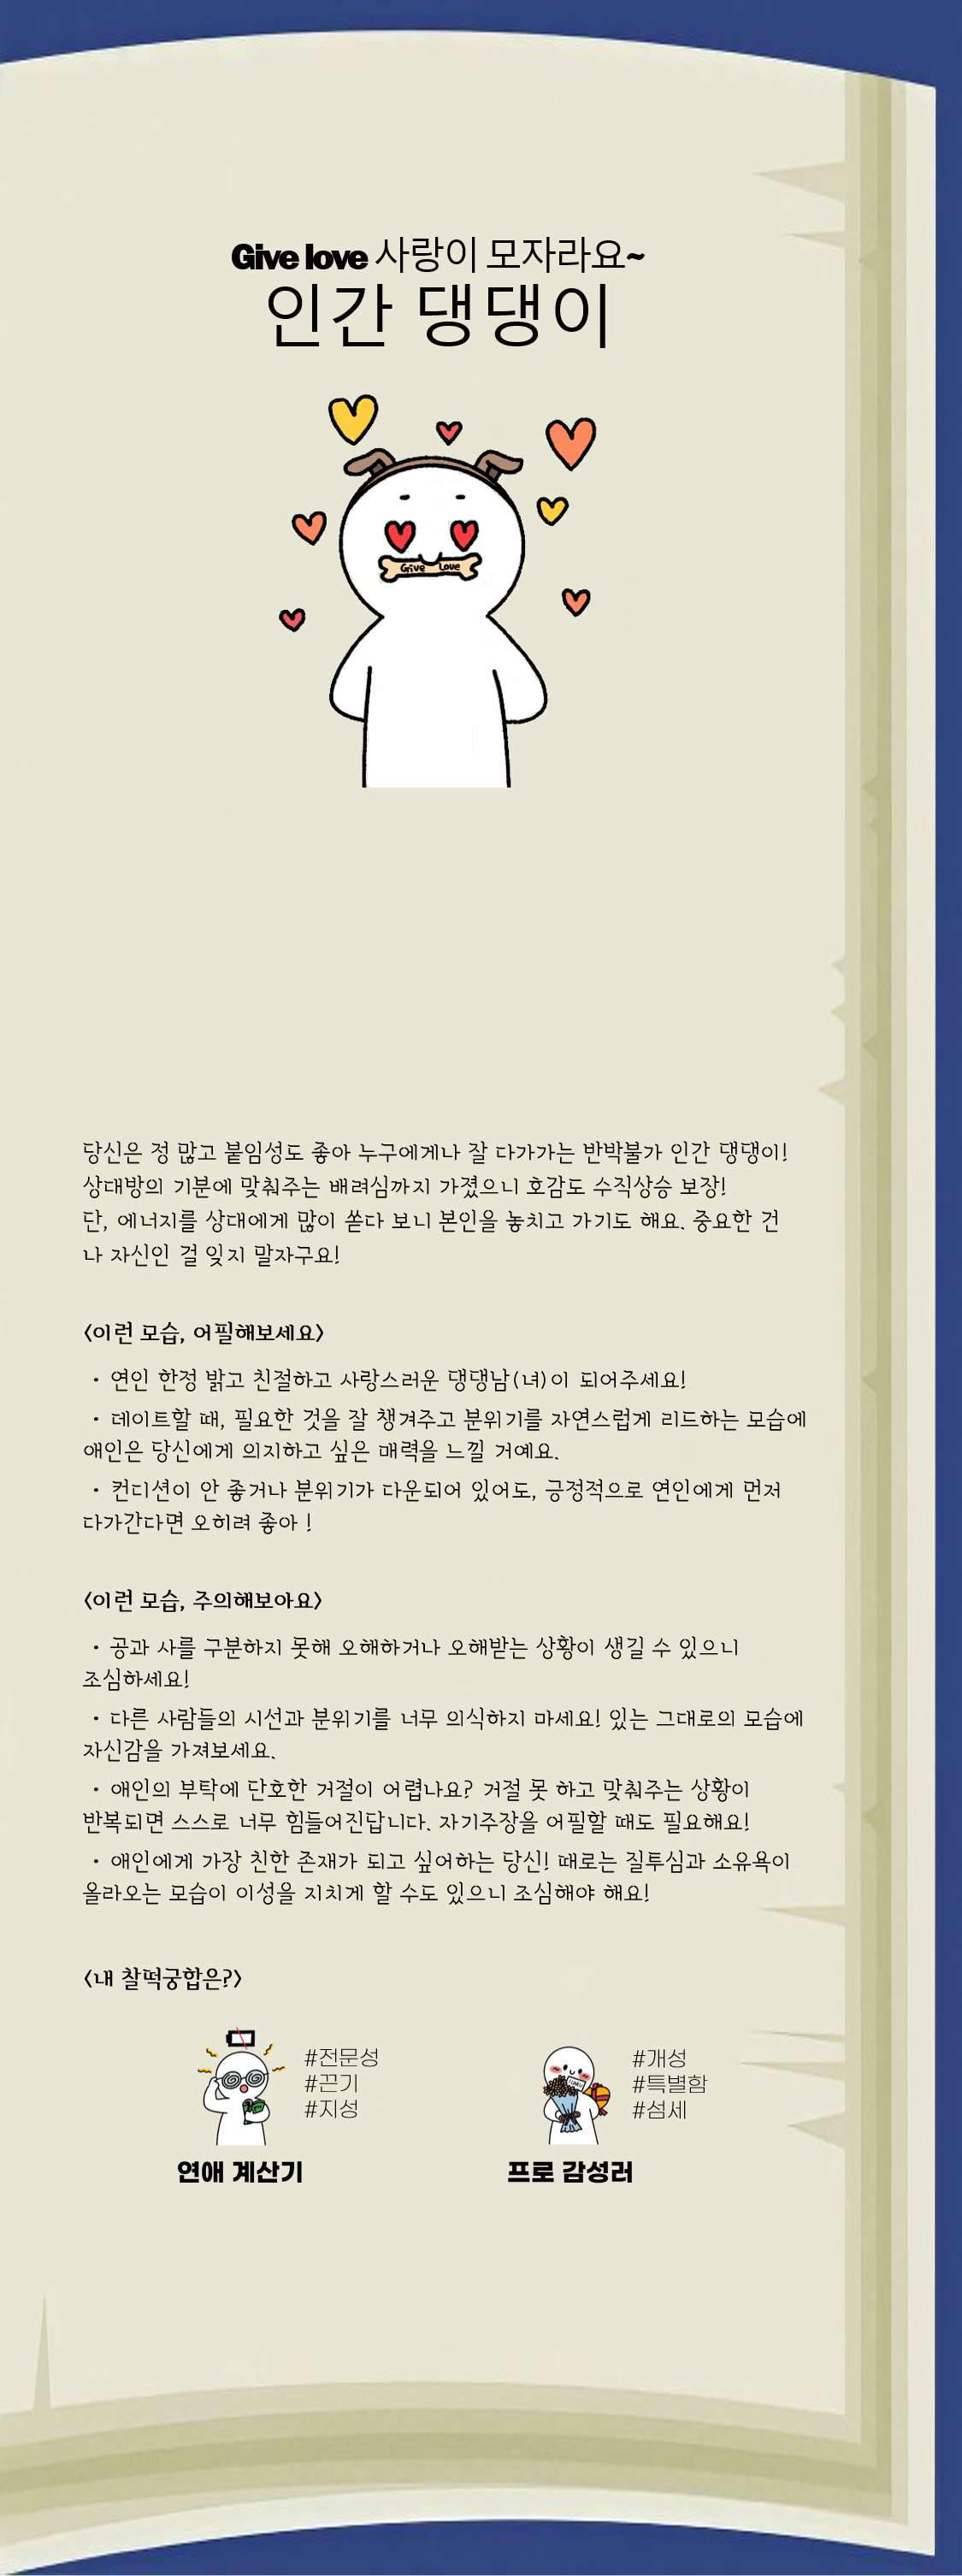 Give love 사랑이 모자라요~
인간 댕댕이
Give Love
당신은 정 많고 붙임성도 좋아 누구에게나 잘 다가가는 반박불가 인간 댕댕이!
상대방의 기분에 맞춰주는 배려심까지 가졌으니 호감도 수직상승 보장!
단, 에너지를 상대에게 많이 쏟다 보니 본인을 놓치고 가기도 해요. 중요한 건
나 자신인 걸 잊지 말자구요!
<이런 모습, 어필해보세요>
• 연인 한정 밝고 친절하고 사랑스러운 댕댕남(녀)이 되어주세요!
• 데이트할 때, 필요한 것을 잘 챙겨주고 분위기를 자연스럽게 리드하는 모습에
애인은 당신에게 의지하고 싶은 매력을 느낄 거예요.
• 컨디션이 안 좋거나 분위기가 다운되어 있어도, 긍정적으로 연인에게 먼저
다가간다면 오히려 좋아 !
<이런 모습, 주의해보아요>
• 공과 사를 구분하지 못해 오해하거나 오해받는 상황이 생길 수 있으니
조심하세요!
• 다른 사람들의 시선과 분위기를 너무 의식하지 마세요! 있는 그대로의 모습에
자신감을 가져보세요.
• 애인의 부탁에 단호한 거절이 어렵나요? 거절 못 하고 맞춰주는 상황이
반복되면 스스로 너무 힘들어진답니다. 자기주장을 어필할 때도 필요해요!
• 애인에게 가장 친한 존재가 되고 싶어하는 당신! 때로는 질투심과 소유욕이
올라오는 모습이 이성을 지치게 할 수도 있으니 조심해야 해요!
<내 찰떡궁합은?>
#전문성
#끈기
#지성
연애 계산기
#개성
#특별함
#섬세
프로 감성러